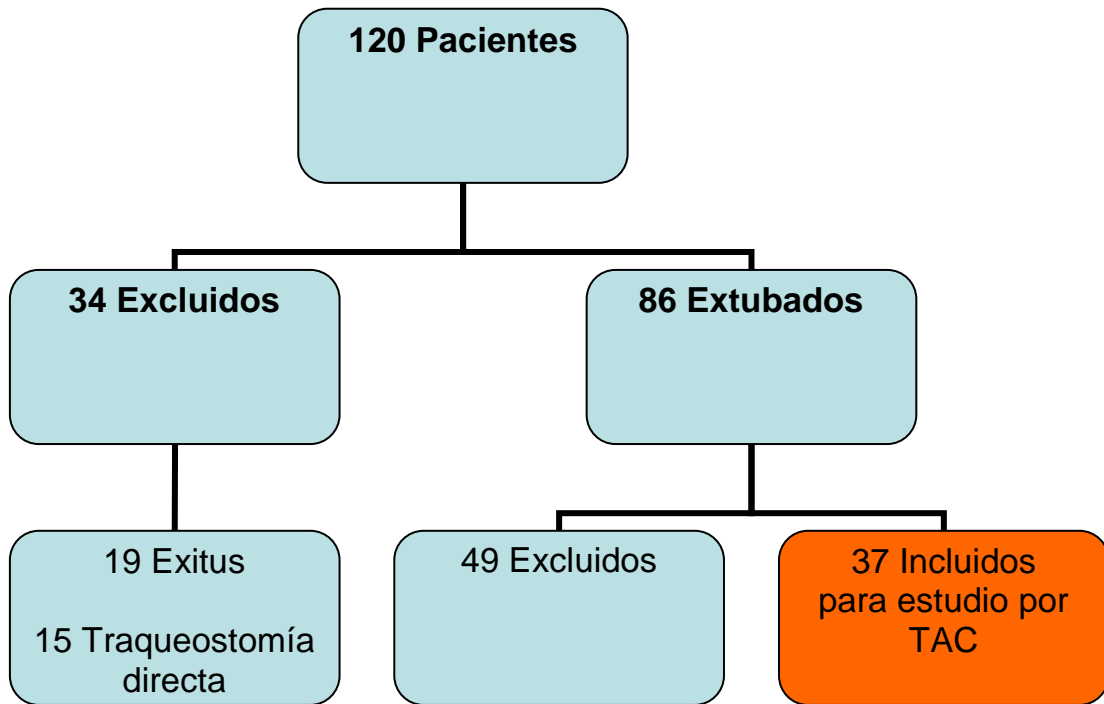 120 Pacientes
34 Excluidos
86 Extubados
19 Exitus
15 Traqueostomía
directa
49 Excluidos
37 Incluidos
para estudio por
TAC